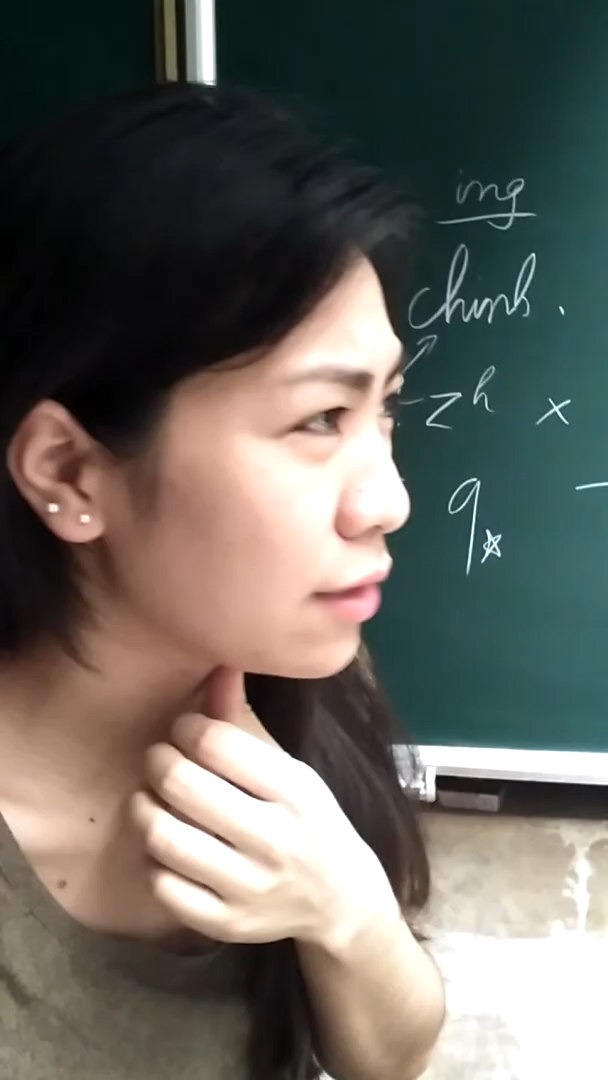 ing
chinh.
zh x
q